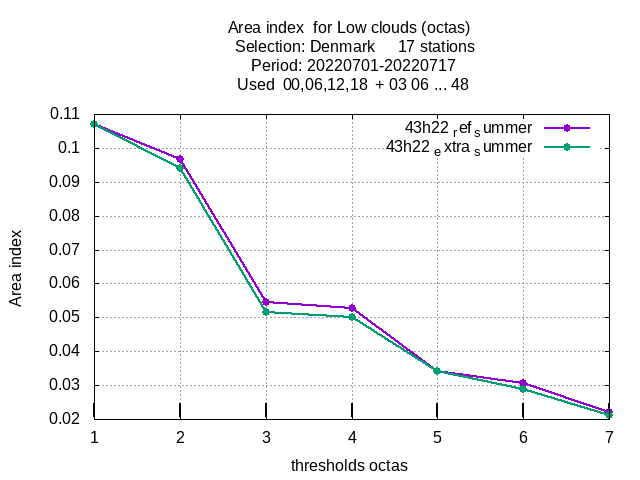 Area index  for Low clouds (octas)
Selection: Denmark     17 stations
Period: 20220701-20220717
Used  00,06,12,18  + 03 06 ... 48
43h22 ref summer
43h22 extra summer
0.11
0.1
0.09
0.08
0.07
0.06
0.05
0.04
0.03
0.02
Area index
1 2 3 4 5 6 7
thresholds octas